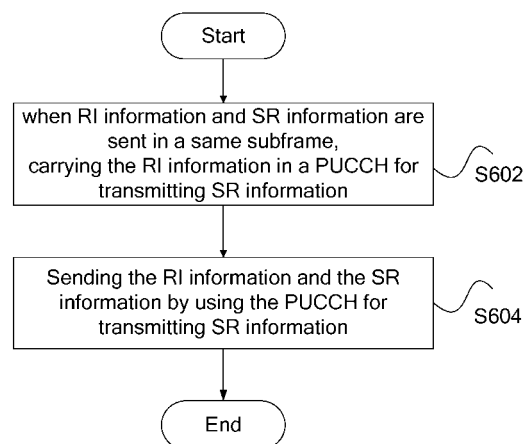 Start
when RI information and SR information are
sent in a same subframe,
carrying the RI information in a PUCCH for
transmitting SR information
S602
Sending the RI information and the SR
information by using the PUCCH for
transmitting SR information
S604
End